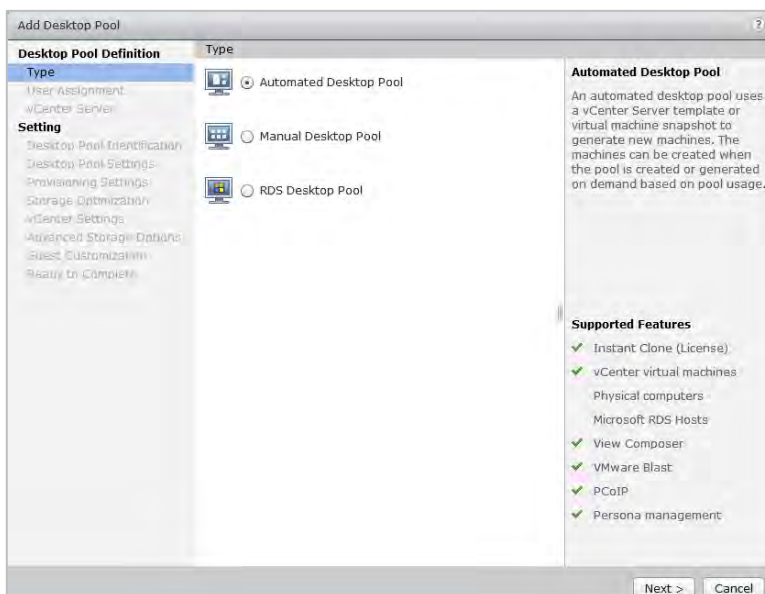 Add Desktop Pool
?
Desktop Pool Definition
Type
User Assignment
vCenter Server
Setting
Desktop Pool Identification
Desktop Pool Settings
Provisioning Settings
Storage Optimization
vCenter Settings
Advanced Storage Options
Guest Customization
Ready to Complete
Type
Automated Desktop Pool
Manual Desktop Pool
RDS Desktop Pool
Automated Desktop Pool
An automated desktop pool uses
a vCenter Server template or
virtual machine snapshot to
generate new machines. The
machines can be created when
the pool is created or generated
on demand based on pool usage.
Supported Features
Instant Clone (License)
vCenter virtual machines
Physical computers
Microsoft RDS Hosts
View Composer
VMware Blast
PCoIP
Persona management
Next >
Cancel